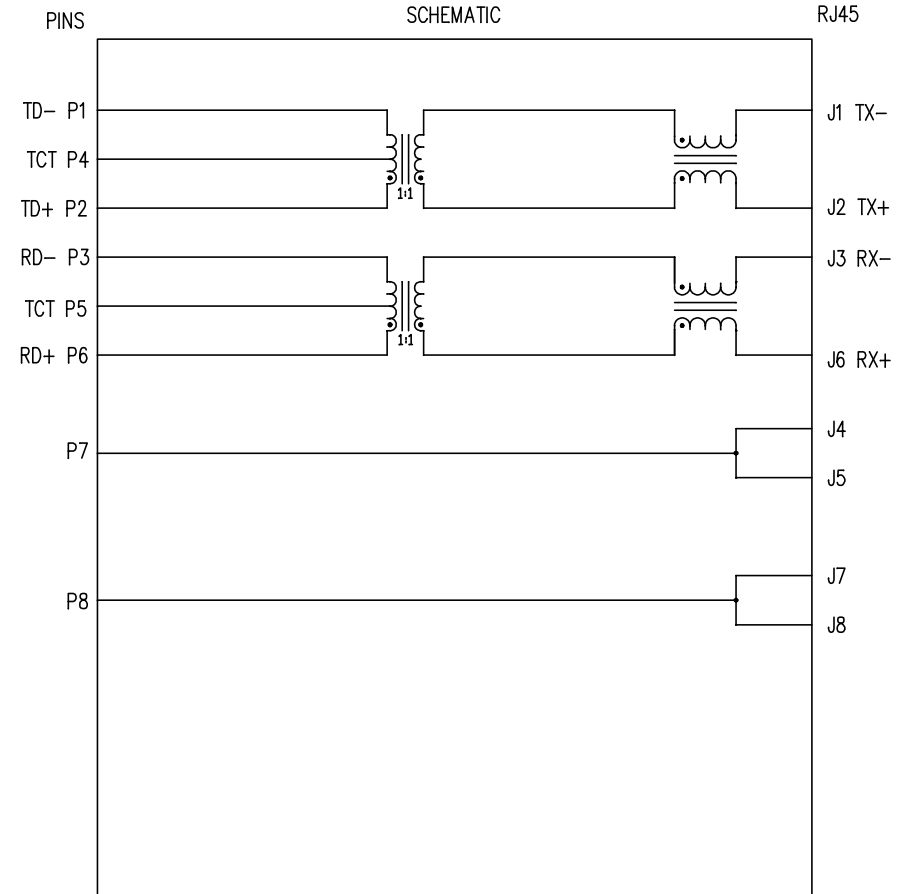 PINS SCHEMATIC RJ45
TD- P1 J1 TX-
TCT P4
1:1
TD+ P2 J2 TX+
RD- P3 J3 RX-
TCT P5
1:1
RD+ P6 J6 RX+
J4
P7
J5
J7
P8
J8